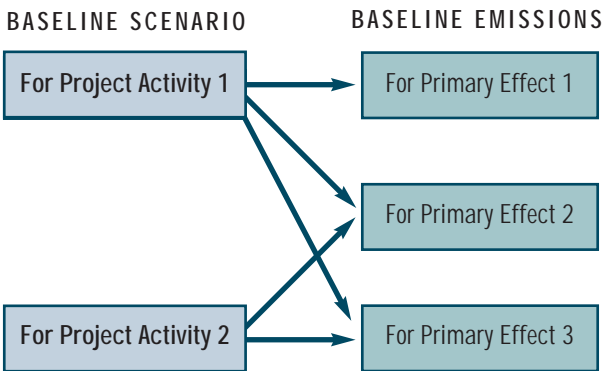 BASELINE SCENARIO
BASELINE EMISSIONS
For Project Activity 1
For Primary Effect 1
For Primary Effect 2
For Project Activity 2
For Primary Effect 3